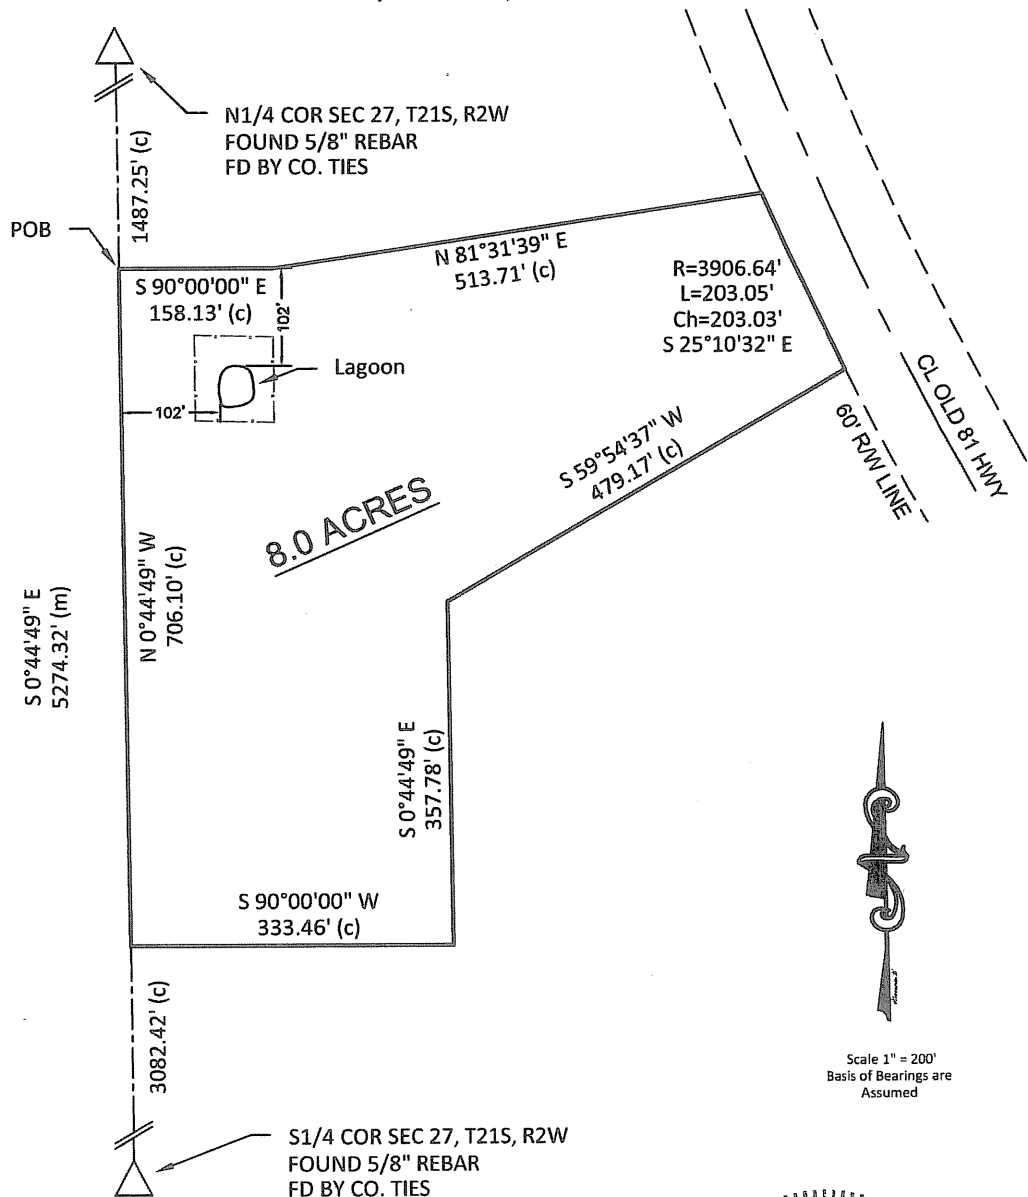 N1/4 COR SEC 27, T21S, R2W
FOUND 5/8" REBAR
FD BY CO. TIES
1487.25' (c)
POB
S 90°00'00" E
158.13' (c)
102'
N 81°31'39" E
513.71' (c)
R=3906.64'
L=203.05'
Ch=203.03'
S 25°10'32" E
Lagoon
102'
CL OLD 81 HWY
60' R/W LINE
S 59°54'37" W
479.17' (c)
8.0 ACRES
N 0°44'49" W
706.10' (c)
S 0°44'49" E
5274.32' (m)
S 0°44'49" E
357.78' (c)
S 90°00'00" W
333.46' (c)
3082.42' (c)
Scale 1" = 200'
Basis of Bearings are
Assumed
S1/4 COR SEC 27, T21S, R2W
FOUND 5/8" REBAR
FD BY CO. TIES